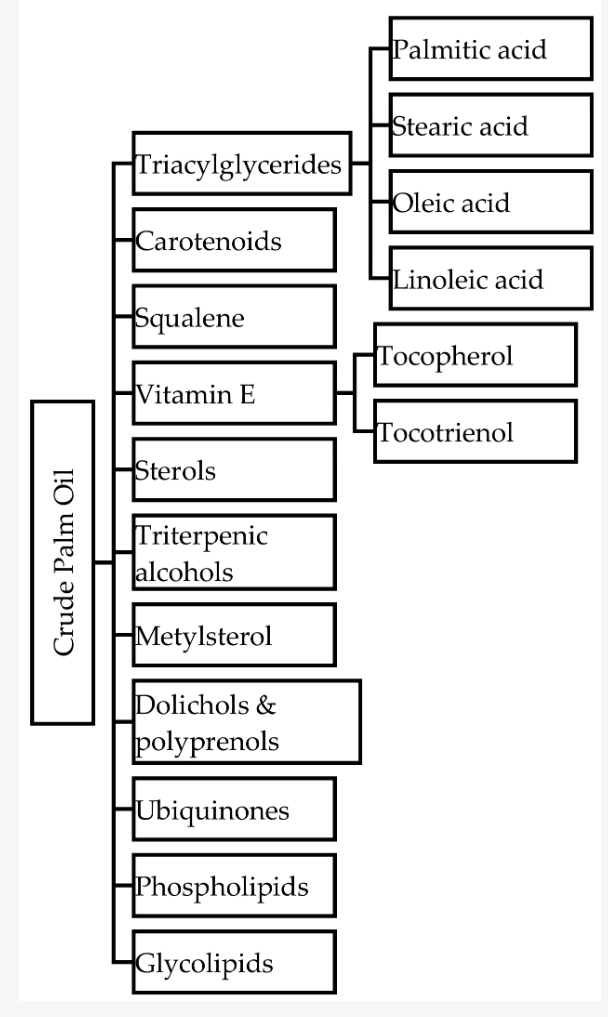 Crude Palm Oil
Triacylglycerides
Palmitic acid
Stearic acid
Oleic acid
Linoleic acid
Carotenoids
Squalene
Vitamin E
Tocopherol
Tocotrienol
Sterols
Triterpenic
alcohols
Metylsterol
Dolichols &
polyprenols
Ubiquinones
Phospholipids
Glycolipids